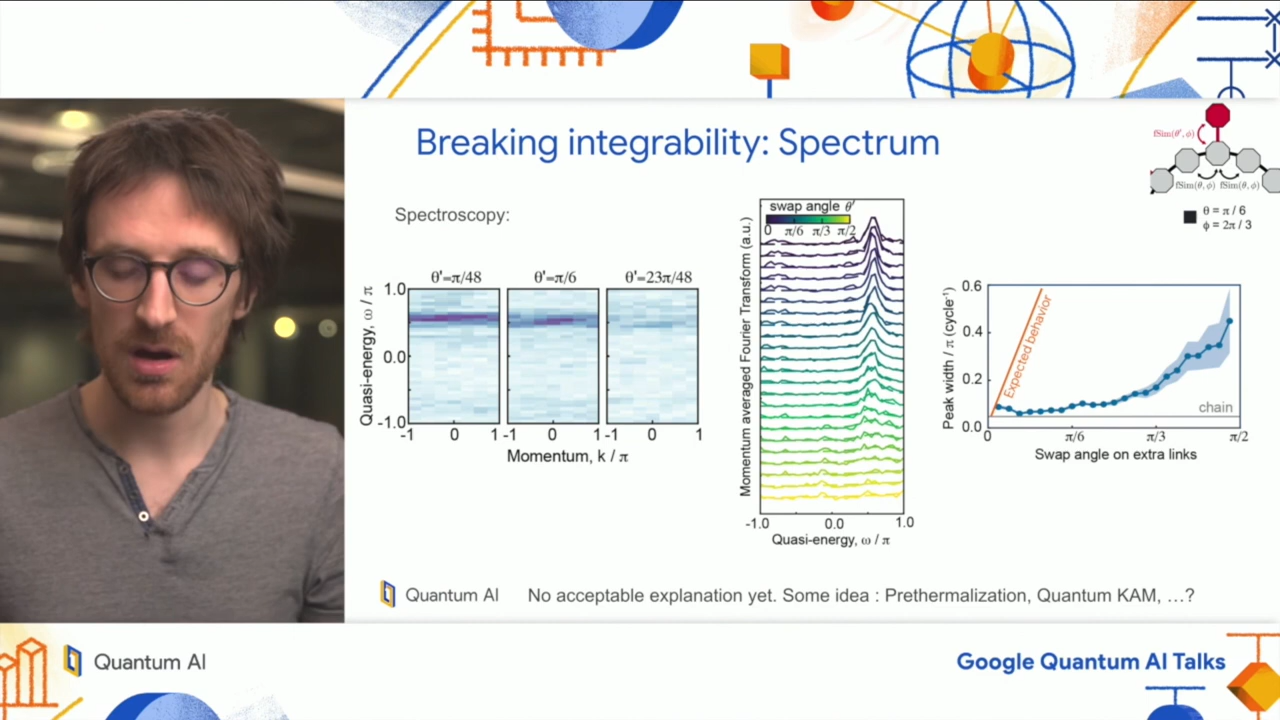 Breaking integrability: Spectrum
fSim(θ', ϕ)
fSim(θ, ϕ) fSim(θ, ϕ)
θ = π / 6
ϕ = 2π / 3
Spectroscopy:
θ'=π/48 θ'=π/6 θ'=23π/48
Quasi-energy, ω / π
1.0
0.0
-1.0
-1 0 1 -1 0 1 -1 0 1
Momentum, k / π
Momentum averaged Fourier Transform (a.u.)
swap angle θ'
0 π/6 π/3 π/2
-1.0 0.0 1.0
Quasi-energy, ω / π
Peak width / π (cycle⁻¹)
0.6
0.4
0.2
0.0
Expected behavior
chain
0 π/6 π/3 π/2
Swap angle on extra links
Quantum AI
No acceptable explanation yet. Some idea : Prethermalization, Quantum KAM, …?
Quantum AI
Google Quantum AI Talks